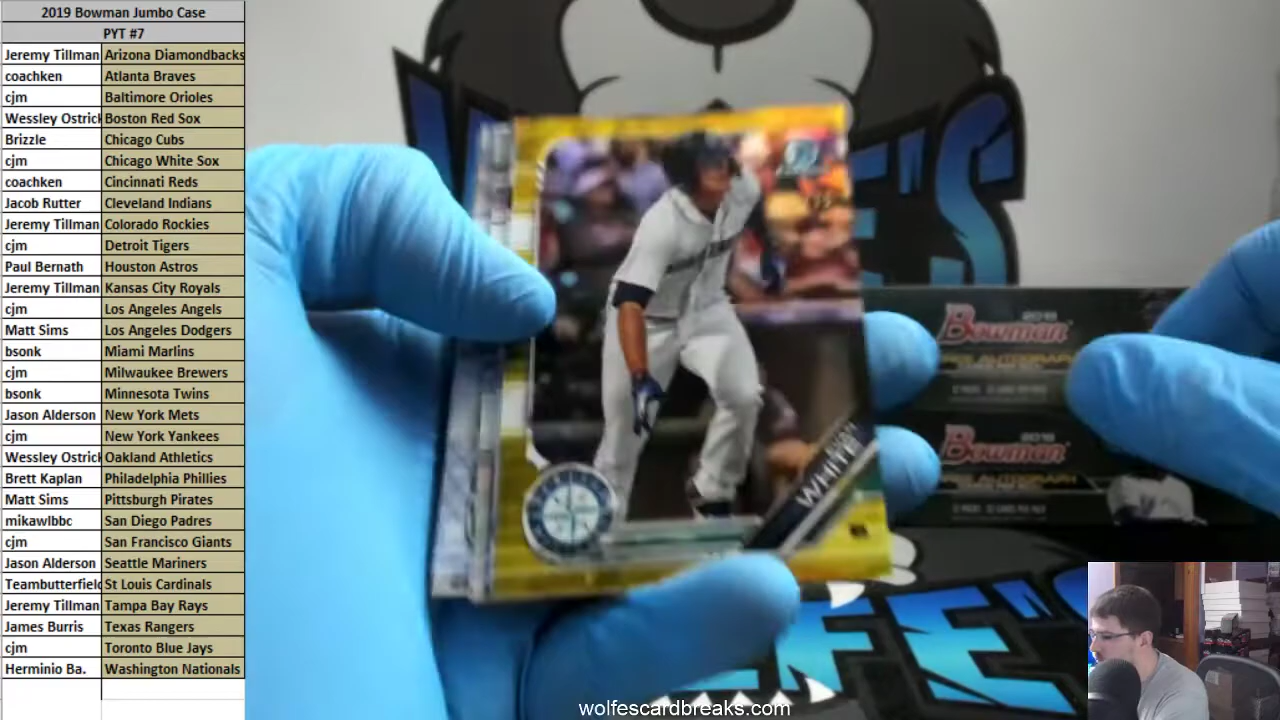 2019 Bowman Jumbo Case
PYT #7
Jeremy Tillman Arizona Diamondbacks
coachken Atlanta Braves
cjm Baltimore Orioles
Wessley Ostrick Boston Red Sox
Brizzle Chicago Cubs
cjm Chicago White Sox
coachken Cincinnati Reds
Jacob Rutter Cleveland Indians
Jeremy Tillman Colorado Rockies
cjm Detroit Tigers
Paul Bernath Houston Astros
Jeremy Tillman Kansas City Royals
cjm Los Angeles Angels
Matt Sims Los Angeles Dodgers
bsonk Miami Marlins
cjm Milwaukee Brewers
bsonk Minnesota Twins
Jason Alderson New York Mets
cjm New York Yankees
Wessley Ostrick Oakland Athletics
Brett Kaplan Philadelphia Phillies
Matt Sims Pittsburgh Pirates
mikawlbbc San Diego Padres
cjm San Francisco Giants
Jason Alderson Seattle Mariners
Teambutterfield St Louis Cardinals
Jeremy Tillman Tampa Bay Rays
James Burris Texas Rangers
cjm Toronto Blue Jays
Herminio Ba. Washington Nationals
WHITE
Bowman
AUTOGRAPH
Bowman
AUTOGRAPH
wolfescardbreaks.com